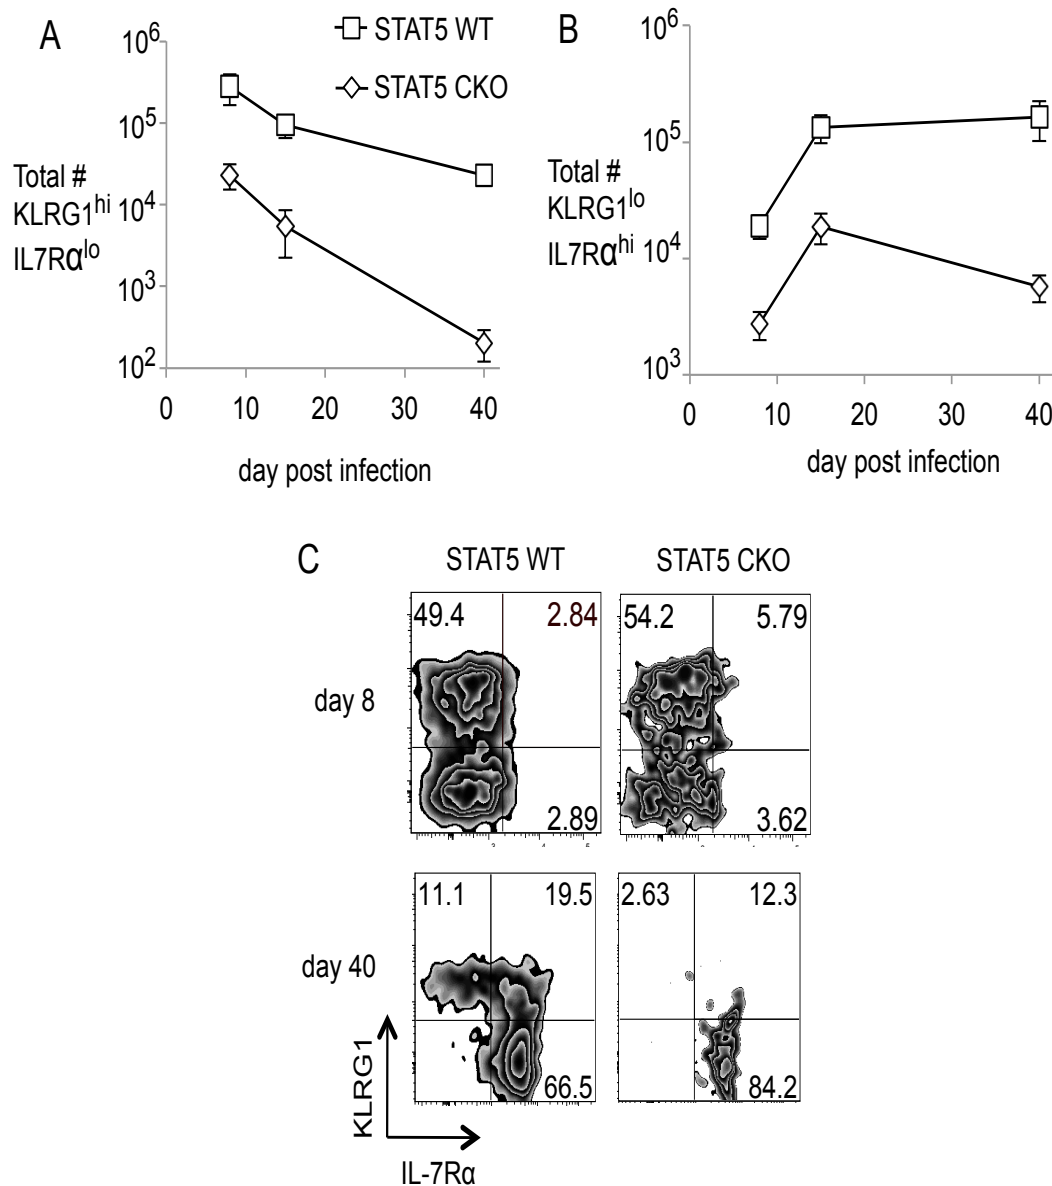 A
STAT5 WT
STAT5 CKO
10^6
10^5
10^4
10^3
10^2
Total #
KLRG1^hi
IL7Rα^lo
0 10 20 30 40
day post infection
B
10^6
10^5
10^4
10^3
Total #
KLRG1^lo
IL7Rα^hi
0 10 20 30 40
day post infection
C
STAT5 WT STAT5 CKO
day 8
49.4 2.84
2.89
54.2 5.79
3.62
day 40
11.1 19.5
66.5
2.63 12.3
84.2
KLRG1
IL-7Rα